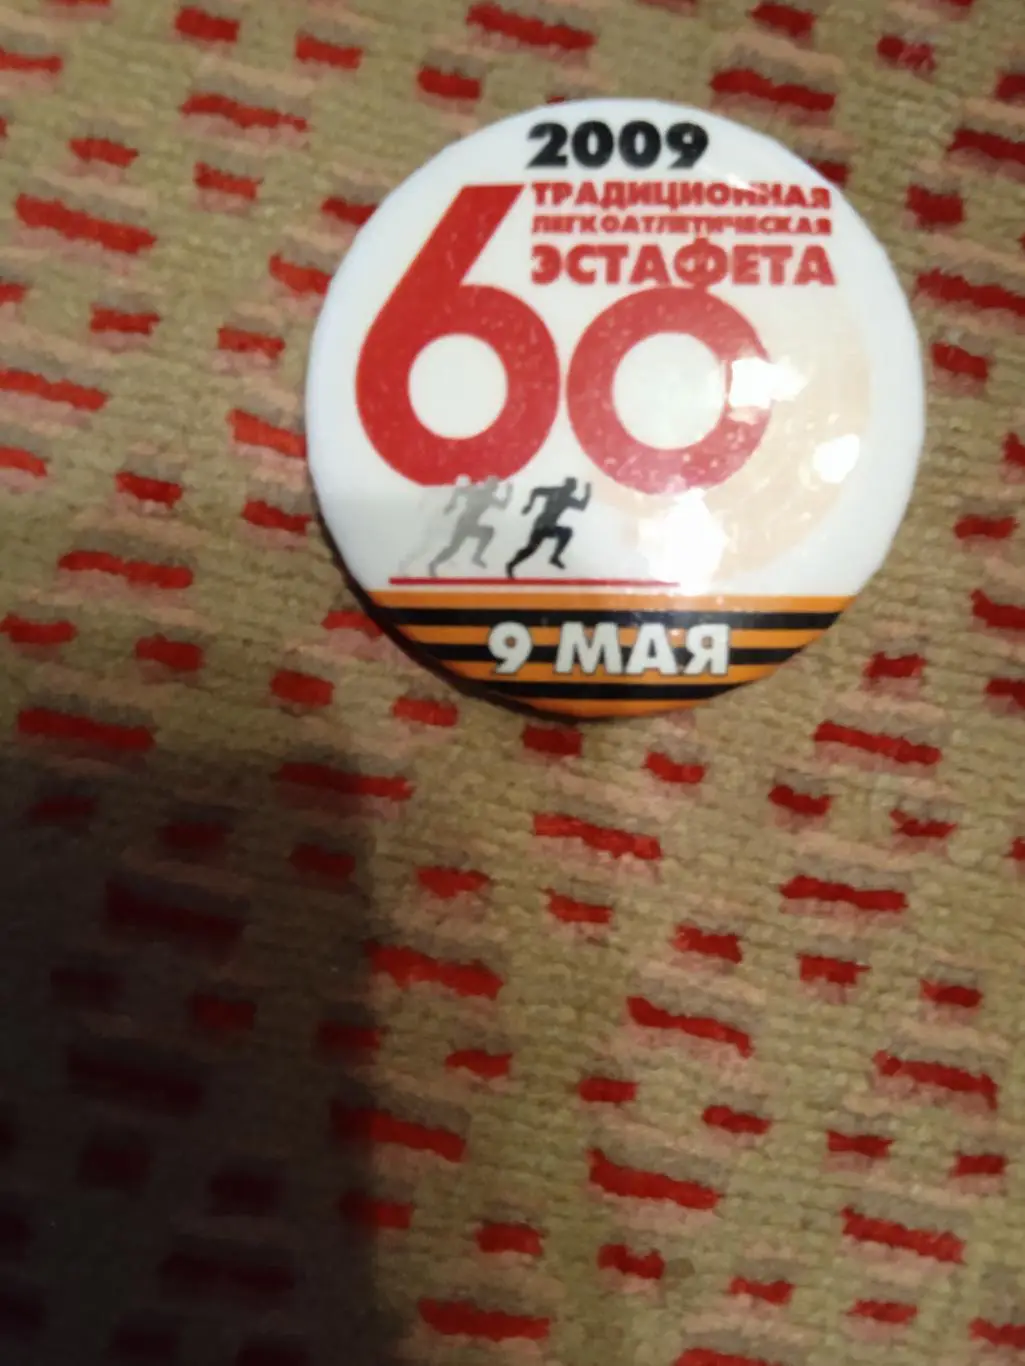 2009
60 ТРАДИЦИОННАЯ
ЛЕГКОАТЛЕТИЧЕСКАЯ
ЭСТАФЕТА
9 МАЯ